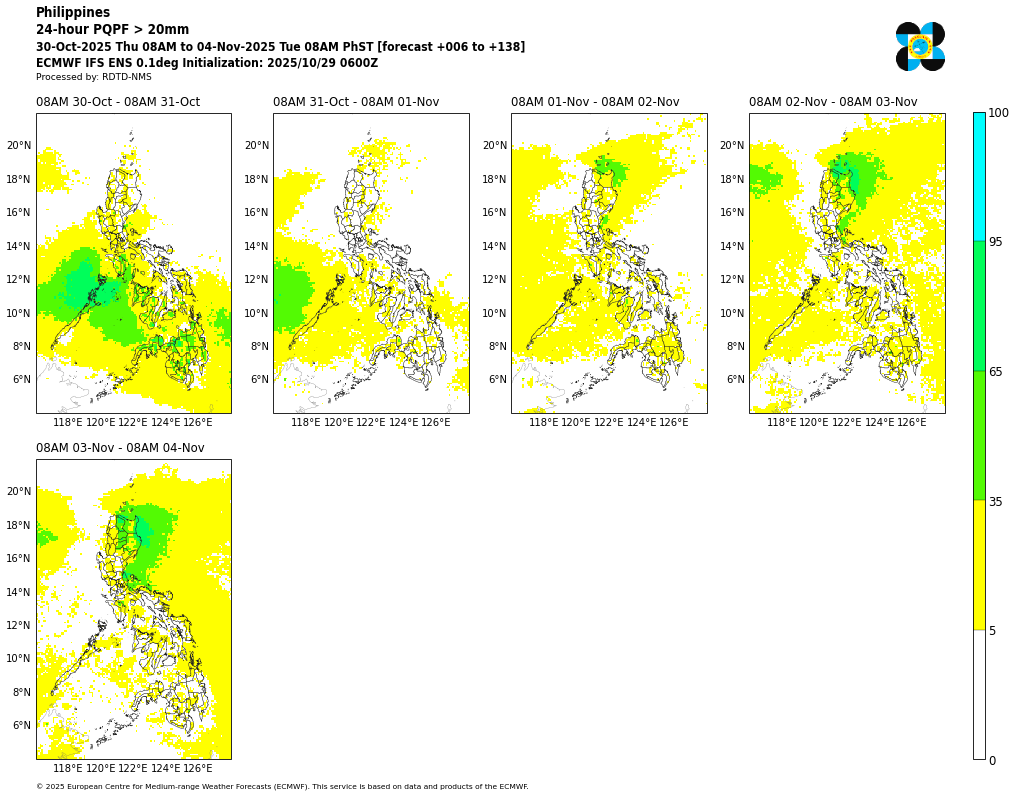 Philippines
24-hour PQPF > 20mm
30-Oct-2025 Thu 08AM to 04-Nov-2025 Tue 08AM PhST [forecast +006 to +138]
ECMWF IFS ENS 0.1deg Initialization: 2025/10/29 0600Z
Processed by: RDTD-NMS
08AM 30-Oct - 08AM 31-Oct
08AM 31-Oct - 08AM 01-Nov
08AM 01-Nov - 08AM 02-Nov
08AM 02-Nov - 08AM 03-Nov
20°N
18°N
16°N
14°N
12°N
10°N
8°N
6°N
118°E 120°E 122°E 124°E 126°E
20°N
18°N
16°N
14°N
12°N
10°N
8°N
6°N
118°E 120°E 122°E 124°E 126°E
20°N
18°N
16°N
14°N
12°N
10°N
8°N
6°N
118°E 120°E 122°E 124°E 126°E
20°N
18°N
16°N
14°N
12°N
10°N
8°N
6°N
118°E 120°E 122°E 124°E 126°E
100
95
65
35
5
0
08AM 03-Nov - 08AM 04-Nov
20°N
18°N
16°N
14°N
12°N
10°N
8°N
6°N
118°E 120°E 122°E 124°E 126°E
© 2025 European Centre for Medium-range Weather Forecasts (ECMWF). This service is based on data and products of the ECMWF.